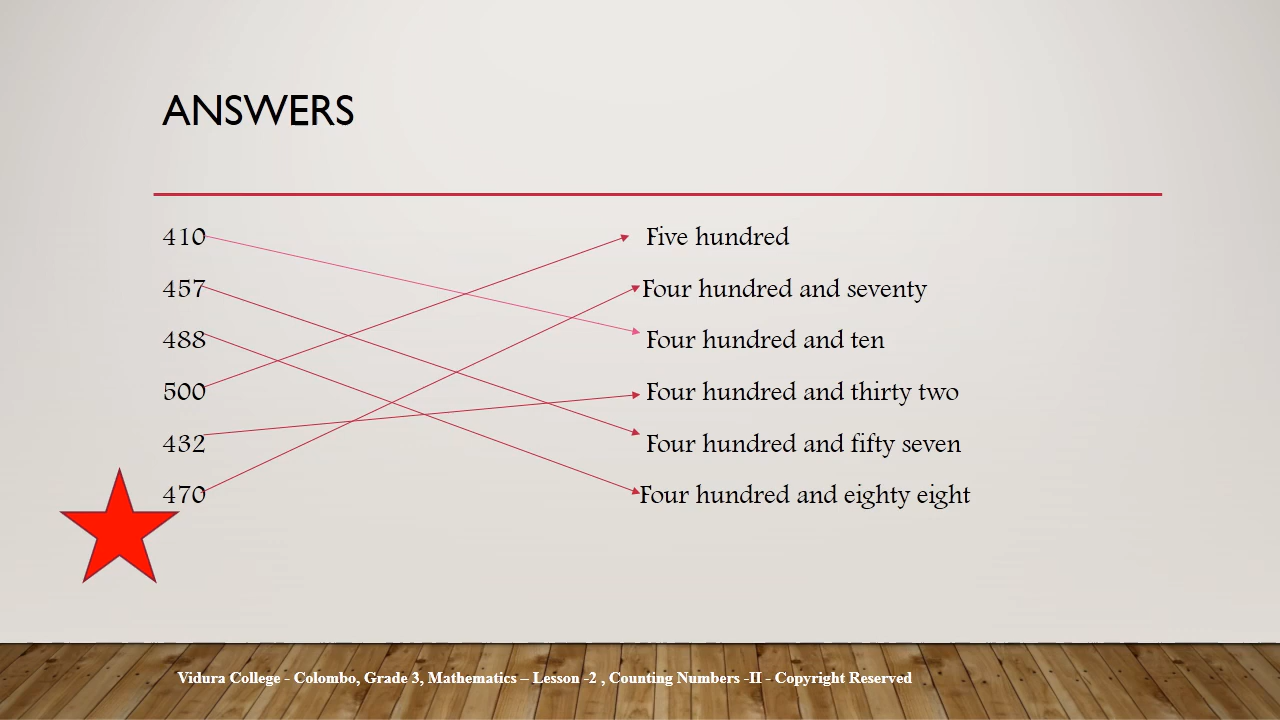 ANSWERS
410 Five hundred
457 Four hundred and seventy
488 Four hundred and ten
500 Four hundred and thirty two
432 Four hundred and fifty seven
470 Four hundred and eighty eight
Vidura College - Colombo, Grade 3, Mathematics – Lesson -2 , Counting Numbers -II - Copyright Reserved